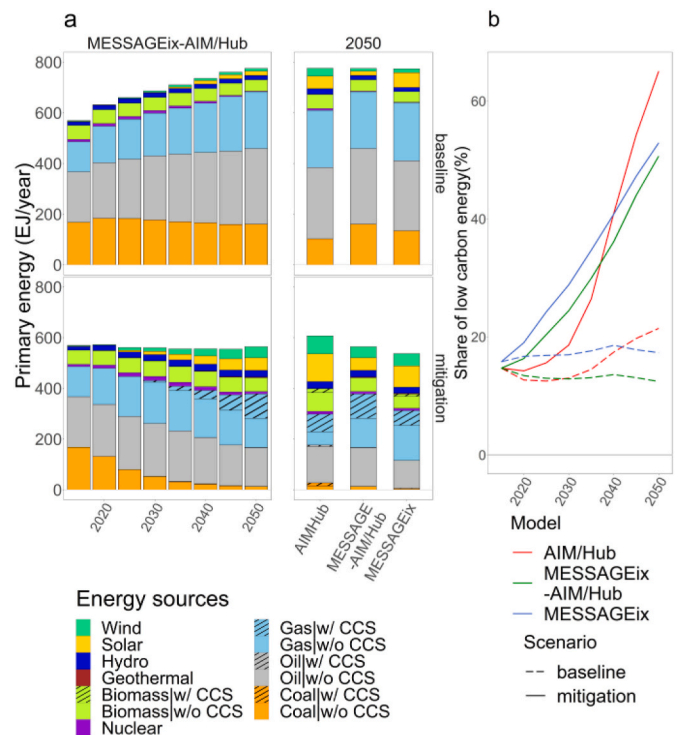 a
b
MESSAGEix-AIM/Hub
2050
800
600
400
200
0
baseline
800
600
400
200
0
mitigation
Primary energy (EJ/year)
2020
2030
2040
2050
AIMHub
MESSAGE
-AIM/Hub
MESSAGEix
Share of low carbon energy(%)
60
40
20
0
2020
2030
2040
2050
Model
AIM/Hub
MESSAGEix
-AIM/Hub
MESSAGEix
Scenario
baseline
mitigation
Energy sources
Wind
Solar
Hydro
Geothermal
Biomass|w/ CCS
Biomass|w/o CCS
Nuclear
Gas|w/ CCS
Gas|w/o CCS
Oil|w/ CCS
Oil|w/o CCS
Coal|w/ CCS
Coal|w/o CCS